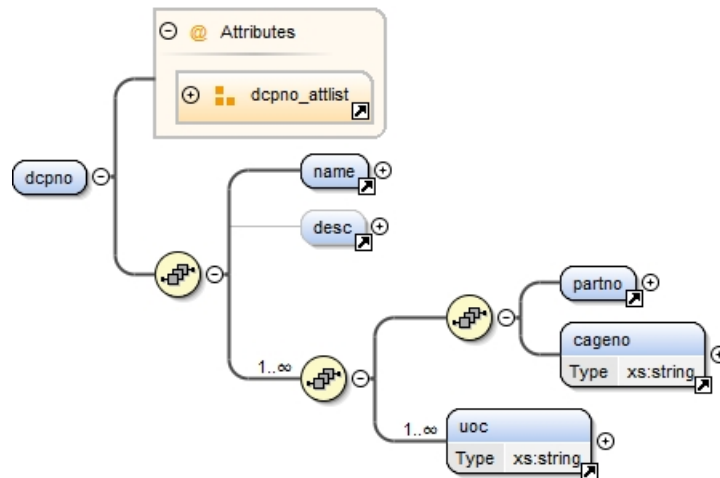 @ Attributes
dcpno_attlist
dcpno
name
desc
partno
cageno
Type xs:string
1..∞
1..∞
uoc
Type xs:string